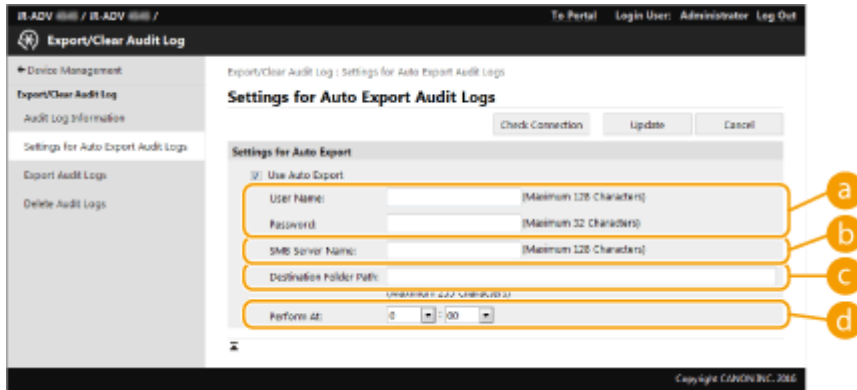 iR-ADV / iR-ADV /
To Portal Login User: Administrator Log Out
Export/Clear Audit Log
Device Management
Export/Clear Audit Log : Settings for Auto Export Audit Logs
Export/Clear Audit Log
Settings for Auto Export Audit Logs
Audit Log Information
Check Connection Update Cancel
Settings for Auto Export Audit Logs
Settings for Auto Export
Export Audit Logs
Use Auto Export
User Name: (Maximum 128 Characters)
a
Delete Audit Logs
Password: (Maximum 32 Characters)
SMB Server Name: (Maximum 128 Characters)
b
Destination Folder Path:
c
(Maximum 255 Characters)
Perform At: 0 : 00
d
Copyright CANON INC. 2016